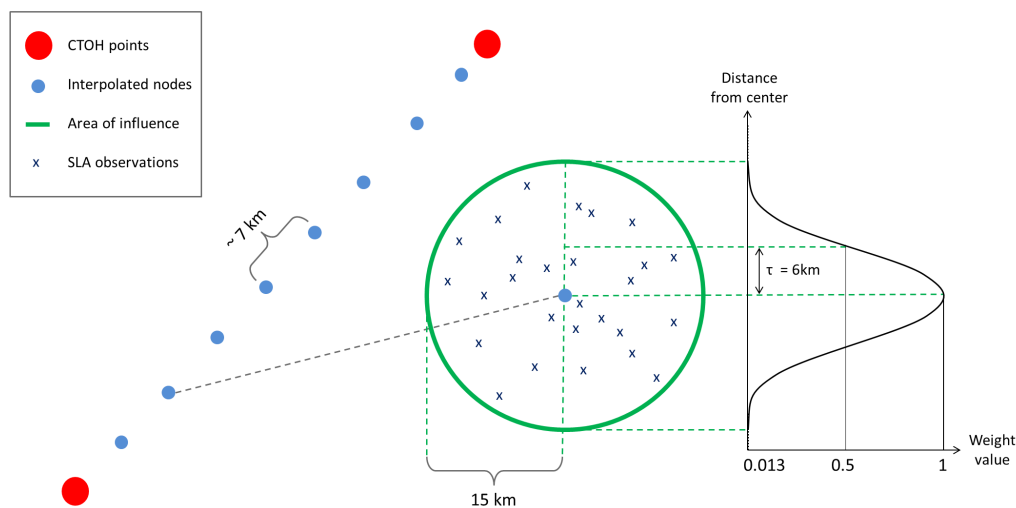 CTOH points
Interpolated nodes
Area of influence
x SLA observations
~ 7 km
15 km
Distance
from center
τ = 6km
0.013 0.5 1
Weight
value